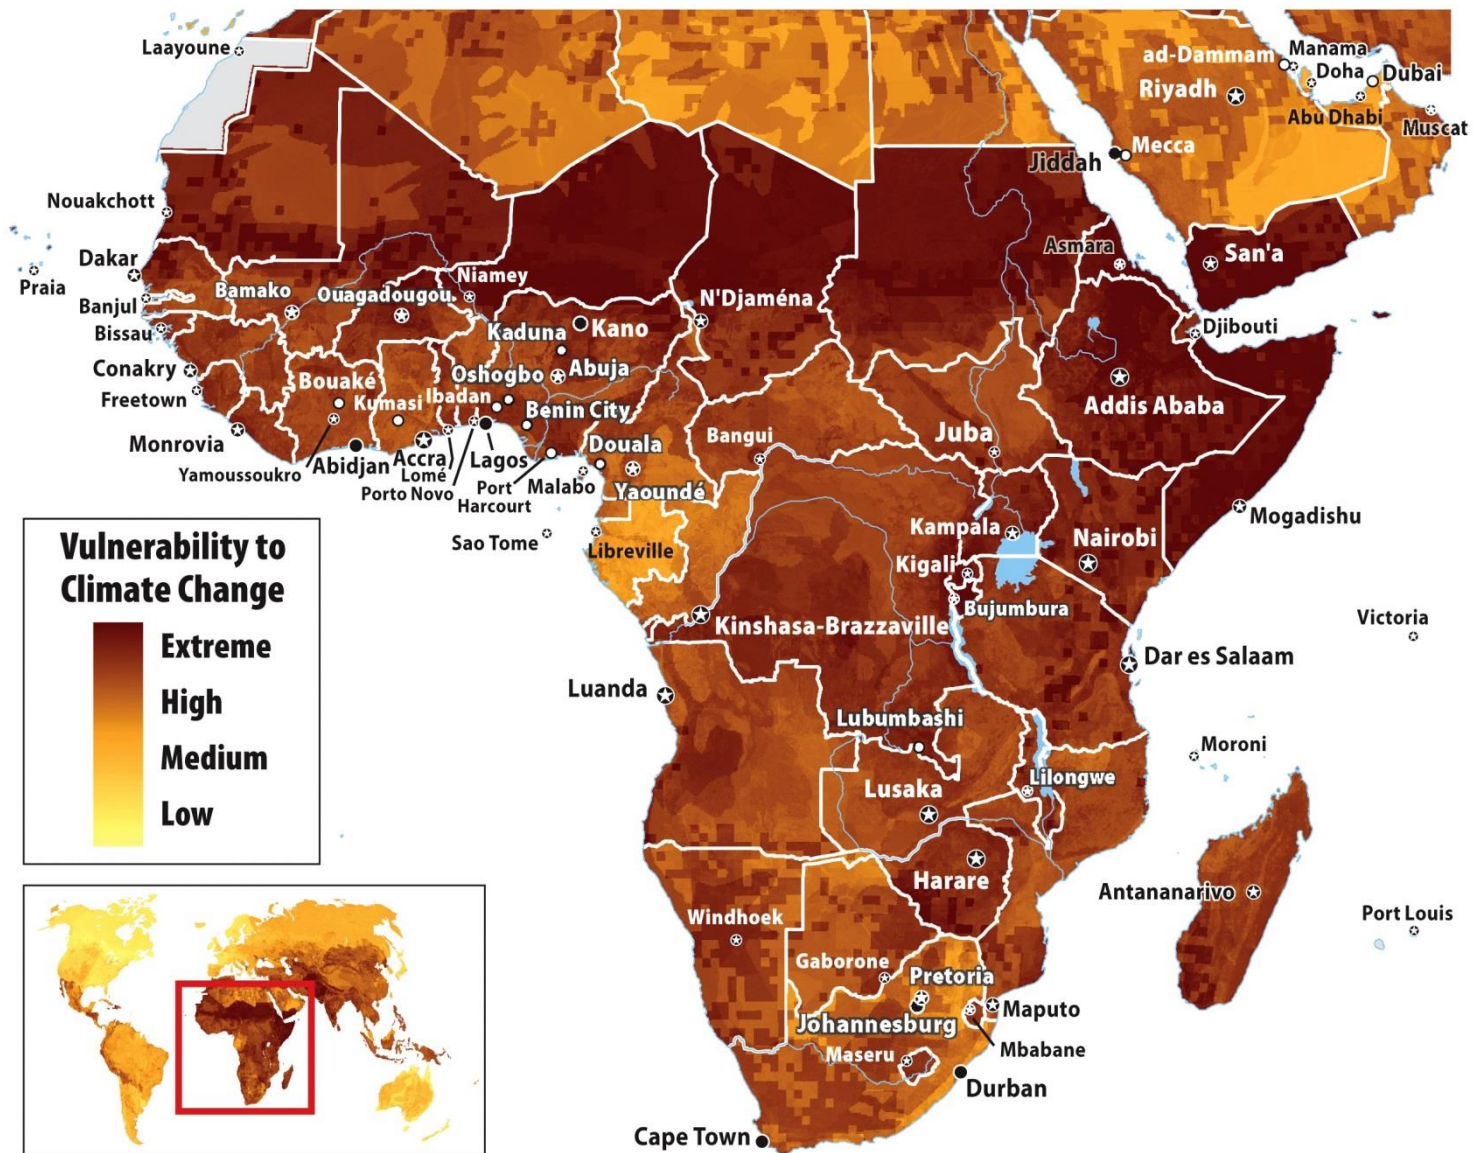 Laayoune
ad-Dammam
Manama
Doha
Dubai
Riyadh
Abu Dhabi
Muscat
Jiddah
Mecca
Nouakchott
Dakar
Praia
Banjul
Bissau
Bamako
Ouagadougou
Niamey
N'Djaména
Asmara
San'a
Djibouti
Kaduna
Kano
Conakry
Freetown
Bouaké
Kumasi
Oshogbo
Ibadan
Abuja
Benin City
Addis Ababa
Monrovia
Yamoussoukro
Abidjan
Accra
Lomé
Porto Novo
Lagos
Port
Harcourt
Malabo
Douala
Yaoundé
Bangui
Juba
Sao Tome
Libreville
Kampala
Nairobi
Mogadishu
Kigali
Bujumbura
Kinshasa-Brazzaville
Victoria
Dar es Salaam
Luanda
Lubumbashi
Moroni
Lusaka
Lilongwe
Harare
Antananarivo
Port Louis
Windhoek
Gaborone
Pretoria
Johannesburg
Maputo
Mbabane
Maseru
Durban
Cape Town
Vulnerability to
Climate Change
Extreme
High
Medium
Low